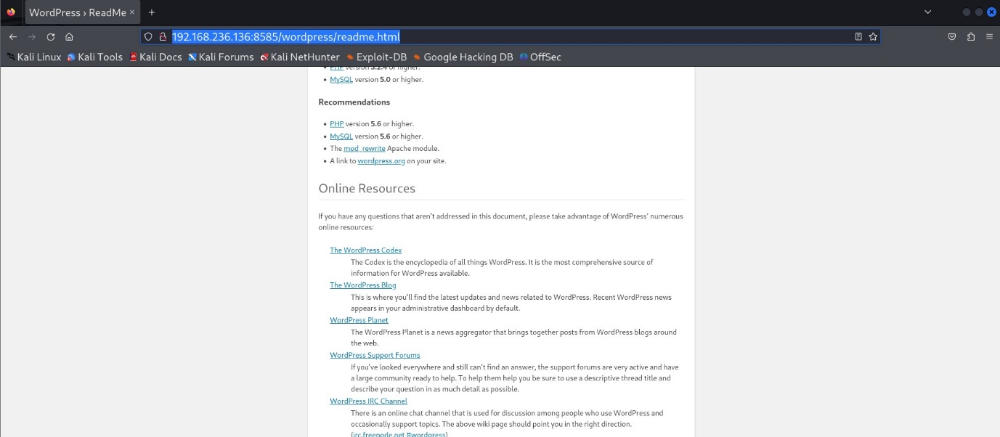 WordPress › ReadMe
192.168.236.136:8585/wordpress/readme.html
Kali Linux Kali Tools Kali Docs Kali Forums Kali NetHunter Exploit-DB Google Hacking DB OffSec
PHP version 5.2.4 or higher.
MySQL version 5.0 or higher.
Recommendations
PHP version 5.6 or higher.
MySQL version 5.6 or higher.
The mod_rewrite Apache module.
A link to wordpress.org on your site.
Online Resources
If you have any questions that aren't addressed in this document, please take advantage of WordPress' numerous
online resources:
The WordPress Codex
The Codex is the encyclopedia of all things WordPress. It is the most comprehensive source of
information for WordPress available.
The WordPress Blog
This is where you'll find the latest updates and news related to WordPress. Recent WordPress news
appears in your administrative dashboard by default.
WordPress Planet
The WordPress Planet is a news aggregator that brings together posts from WordPress blogs around
the web.
WordPress Support Forums
If you've looked everywhere and still can't find an answer, the support forums are very active and have
a large community ready to help. To help them help you be sure to use a descriptive thread title and
describe your question in as much detail as possible.
WordPress IRC Channel
There is an online chat channel that is used for discussion among people who use WordPress and
occasionally support topics. The above wiki page should point you in the right direction.
(irc.freenode.net #wordpress)